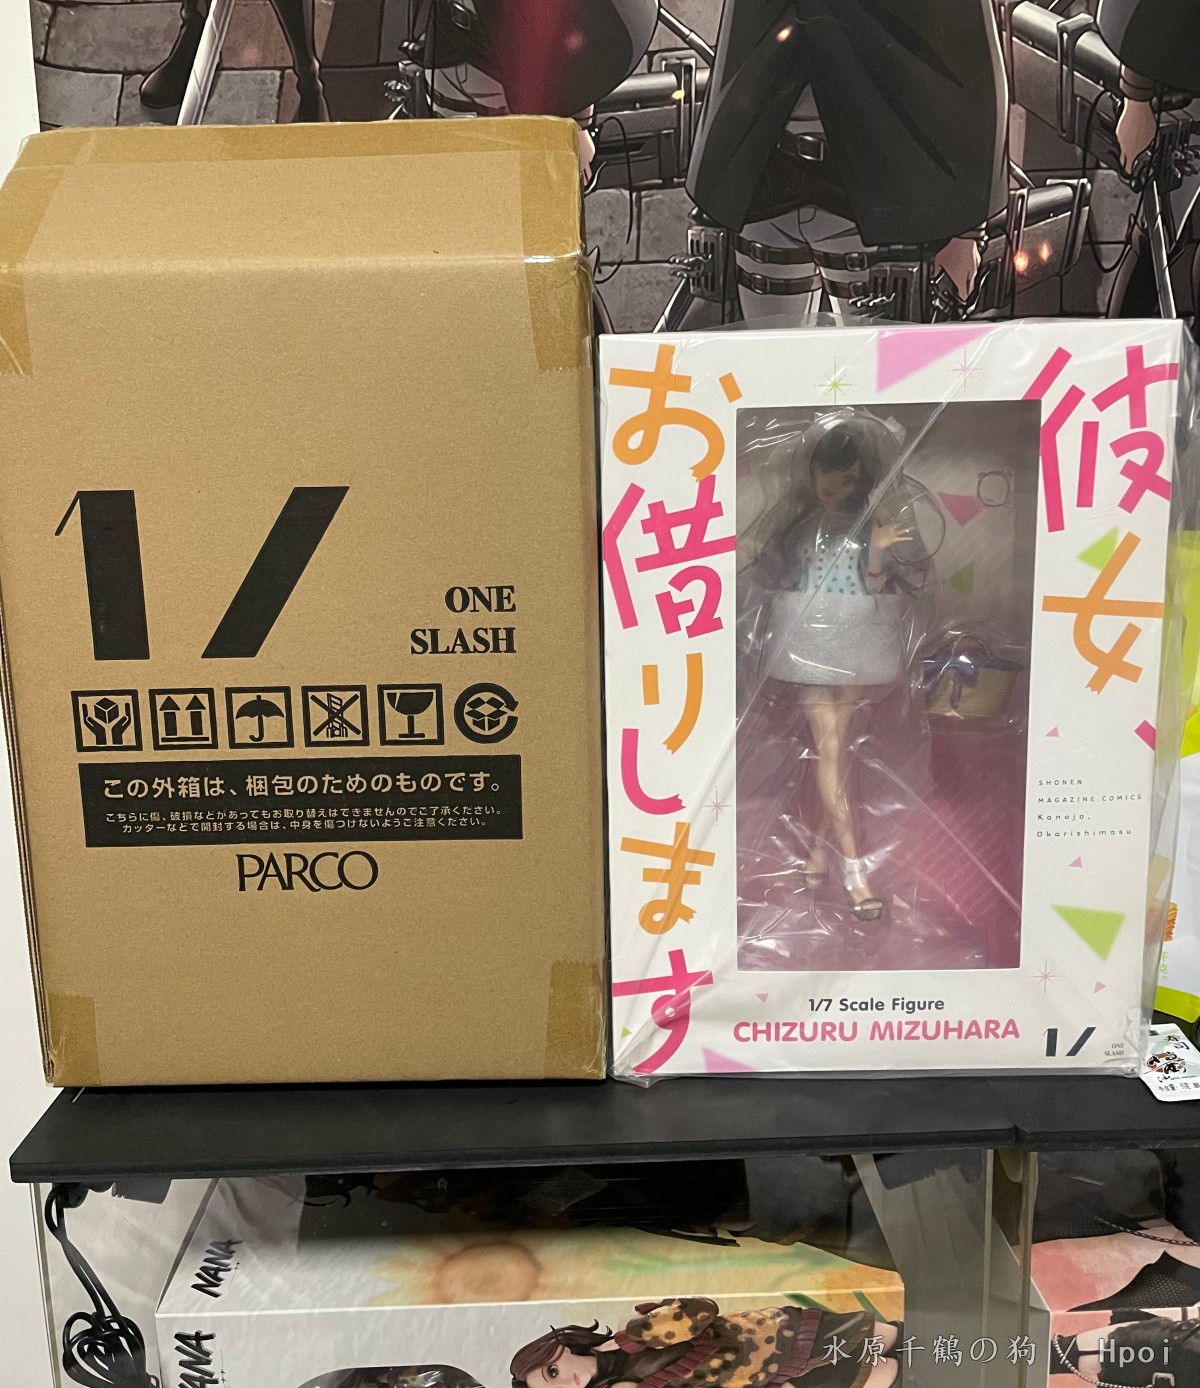 1/
ONE
SLASH
この外箱は、梱包のためのものです。
こちらに傷、破損などがあってもお取り替えはできませんのでご了承ください。
カッターなどで開封する場合は、中身を傷つけないようご注意ください。
PARCO
彼女、
お借りします
SHONEN
MAGAZINE COMICS
Kanojo,
Okarishimasu
1/7 Scale Figure
CHIZURU MIZUHARA
1/
ONE
SLASH
寿司
NANA
NANA
水原千鶴の狗 / Hpoi